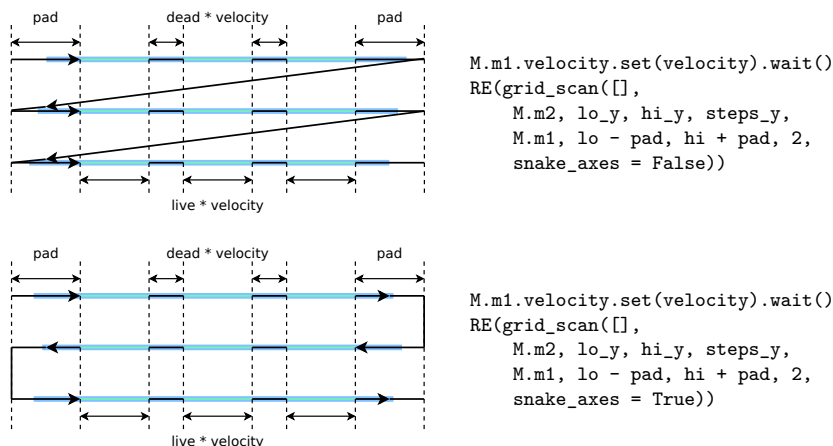 pad
dead * velocity
pad
live * velocity
M.m1.velocity.set(velocity).wait()
RE(grid_scan([],
M.m2, lo_y, hi_y, steps_y,
M.m1, lo - pad, hi + pad, 2,
snake_axes = False))
pad
dead * velocity
pad
live * velocity
M.m1.velocity.set(velocity).wait()
RE(grid_scan([],
M.m2, lo_y, hi_y, steps_y,
M.m1, lo - pad, hi + pad, 2,
snake_axes = True))